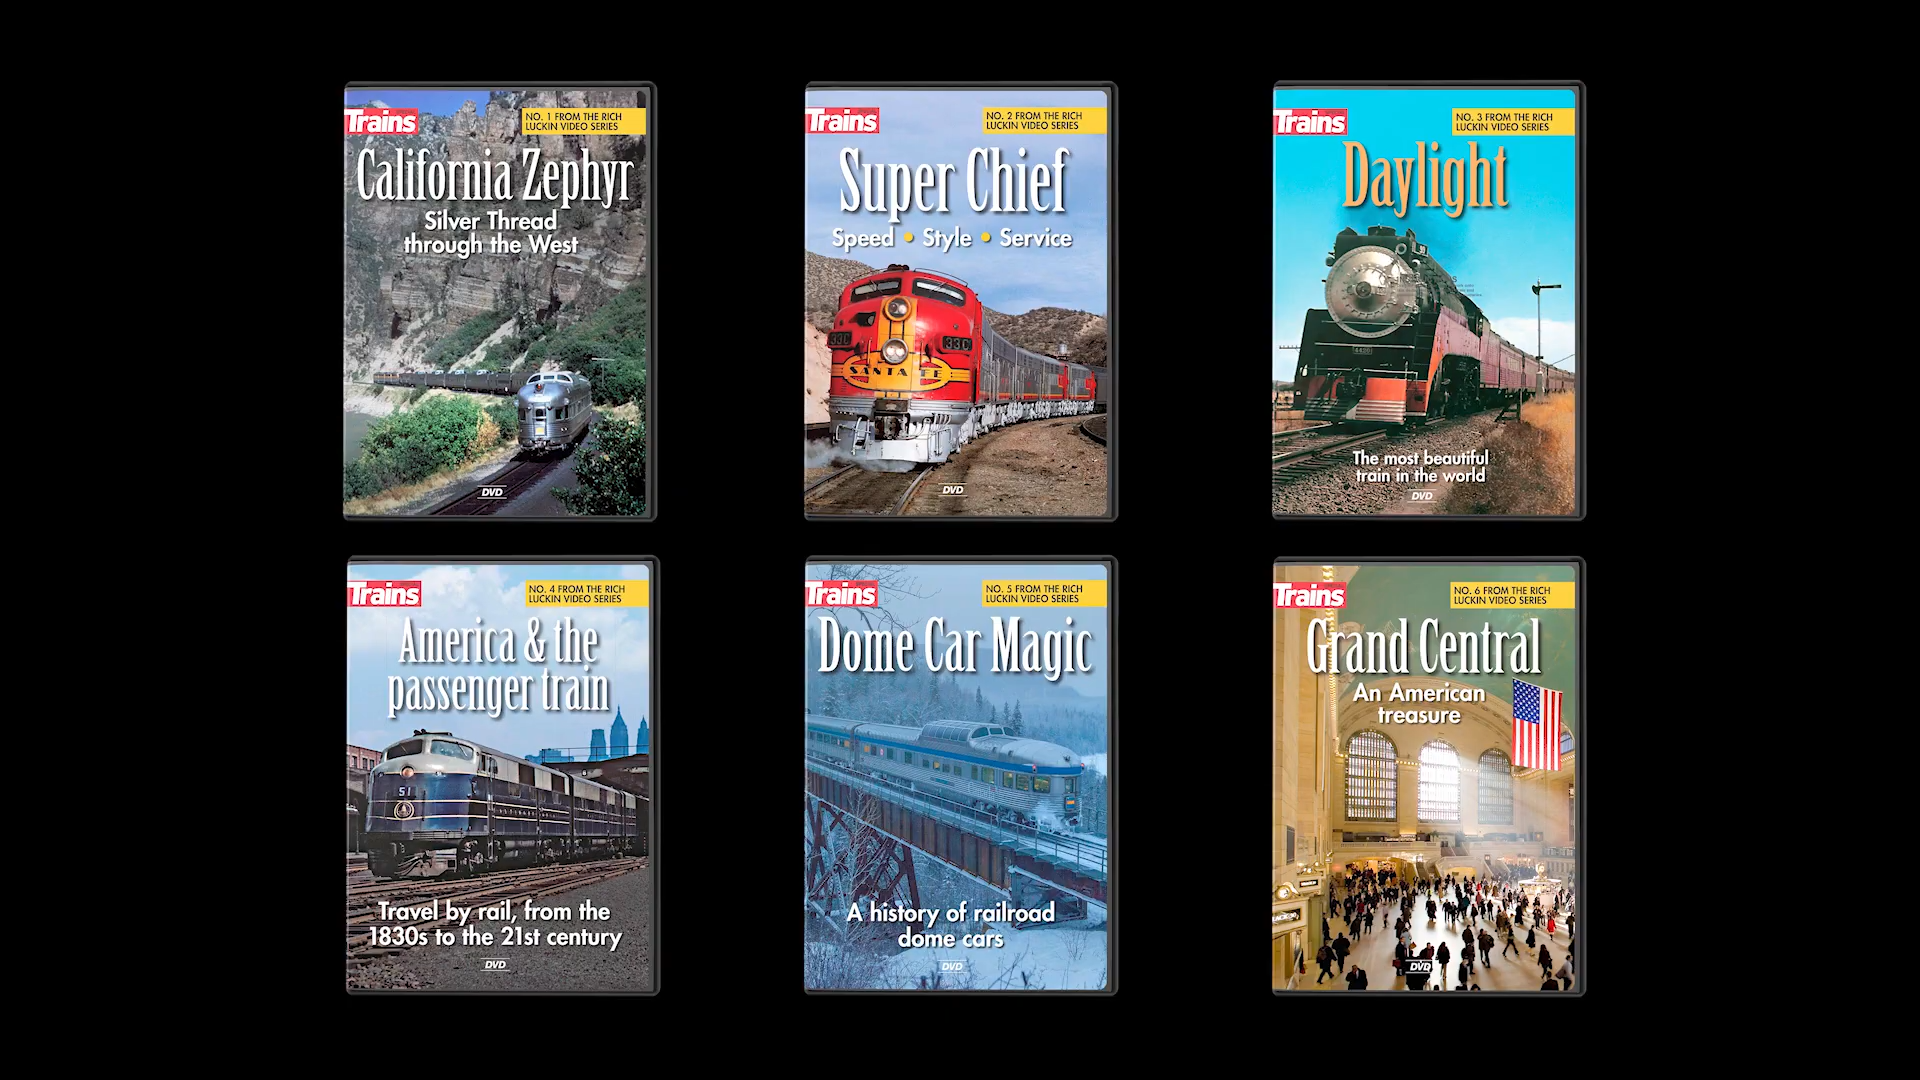 Trains
NO. 1 FROM THE RICH
LUCKIN VIDEO SERIES
California Zephyr
Silver Thread
through the West
DVD
Trains
NO. 2 FROM THE RICH
LUCKIN VIDEO SERIES
Super Chief
Speed • Style • Service
33C
33C
SANTA FE
DVD
Trains
NO. 3 FROM THE RICH
LUCKIN VIDEO SERIES
Daylight
The most beautiful
train in the world
DVD
Trains
NO. 4 FROM THE RICH
LUCKIN VIDEO SERIES
America & the
passenger train
51
Travel by rail, from the
1830s to the 21st century
DVD
Trains
NO. 5 FROM THE RICH
LUCKIN VIDEO SERIES
Dome Car Magic
A history of railroad
dome cars
DVD
Trains
NO. 6 FROM THE RICH
LUCKIN VIDEO SERIES
Grand Central
An American
treasure
DVD